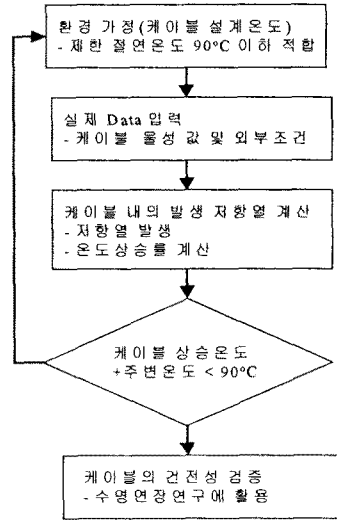 환경 가정(케이블 설계온도)
- 제한 절연온도 90°C 이하 적합
실제 Data 입력
- 케이블 물성 값 및 외부조건
케이블 내의 발생 저항열 계산
- 저항열 발생
- 온도상승률 계산
케이블 상승온도
+주변온도 < 90°C
케이블의 건전성 검증
- 수명연장연구에 활용